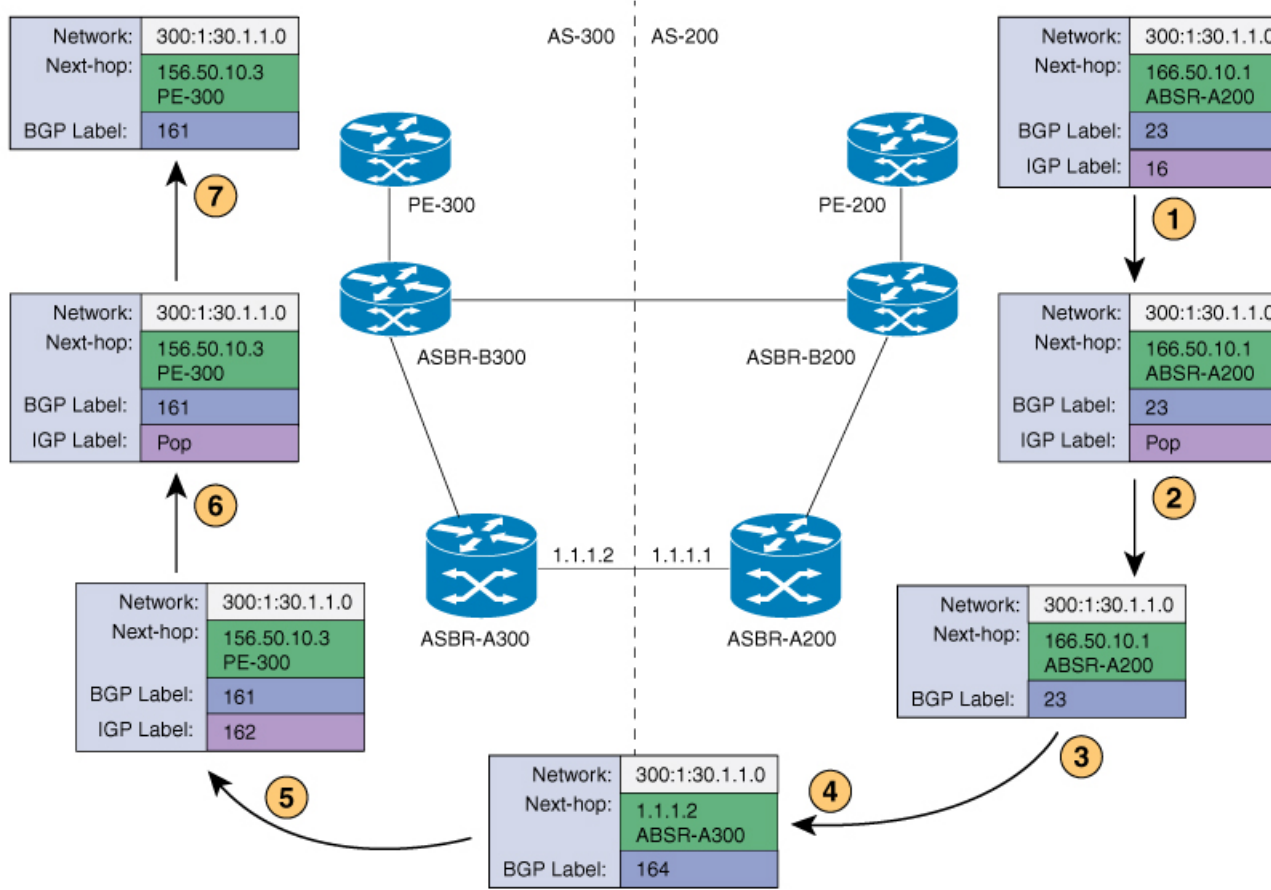 Network: 300:1:30.1.1.0
Next-hop: 156.50.10.3
PE-300
BGP Label: 161
7
AS-300 AS-200
Network: 300:1:30.1.1.0
Next-hop: 166.50.10.1
ABSR-A200
BGP Label: 23
IGP Label: 16
1
PE-300
PE-200
Network: 300:1:30.1.1.0
Next-hop: 156.50.10.3
PE-300
BGP Label: 161
IGP Label: Pop
6
ASBR-B300
ASBR-B200
Network: 300:1:30.1.1.0
Next-hop: 166.50.10.1
ABSR-A200
BGP Label: 23
IGP Label: Pop
2
1.1.1.2 1.1.1.1
ASBR-A300
ASBR-A200
Network: 300:1:30.1.1.0
Next-hop: 156.50.10.3
PE-300
BGP Label: 161
IGP Label: 162
5
Network: 300:1:30.1.1.0
Next-hop: 166.50.10.1
ABSR-A200
BGP Label: 23
3
Network: 300:1:30.1.1.0
Next-hop: 1.1.1.2
ABSR-A300
BGP Label: 164
4